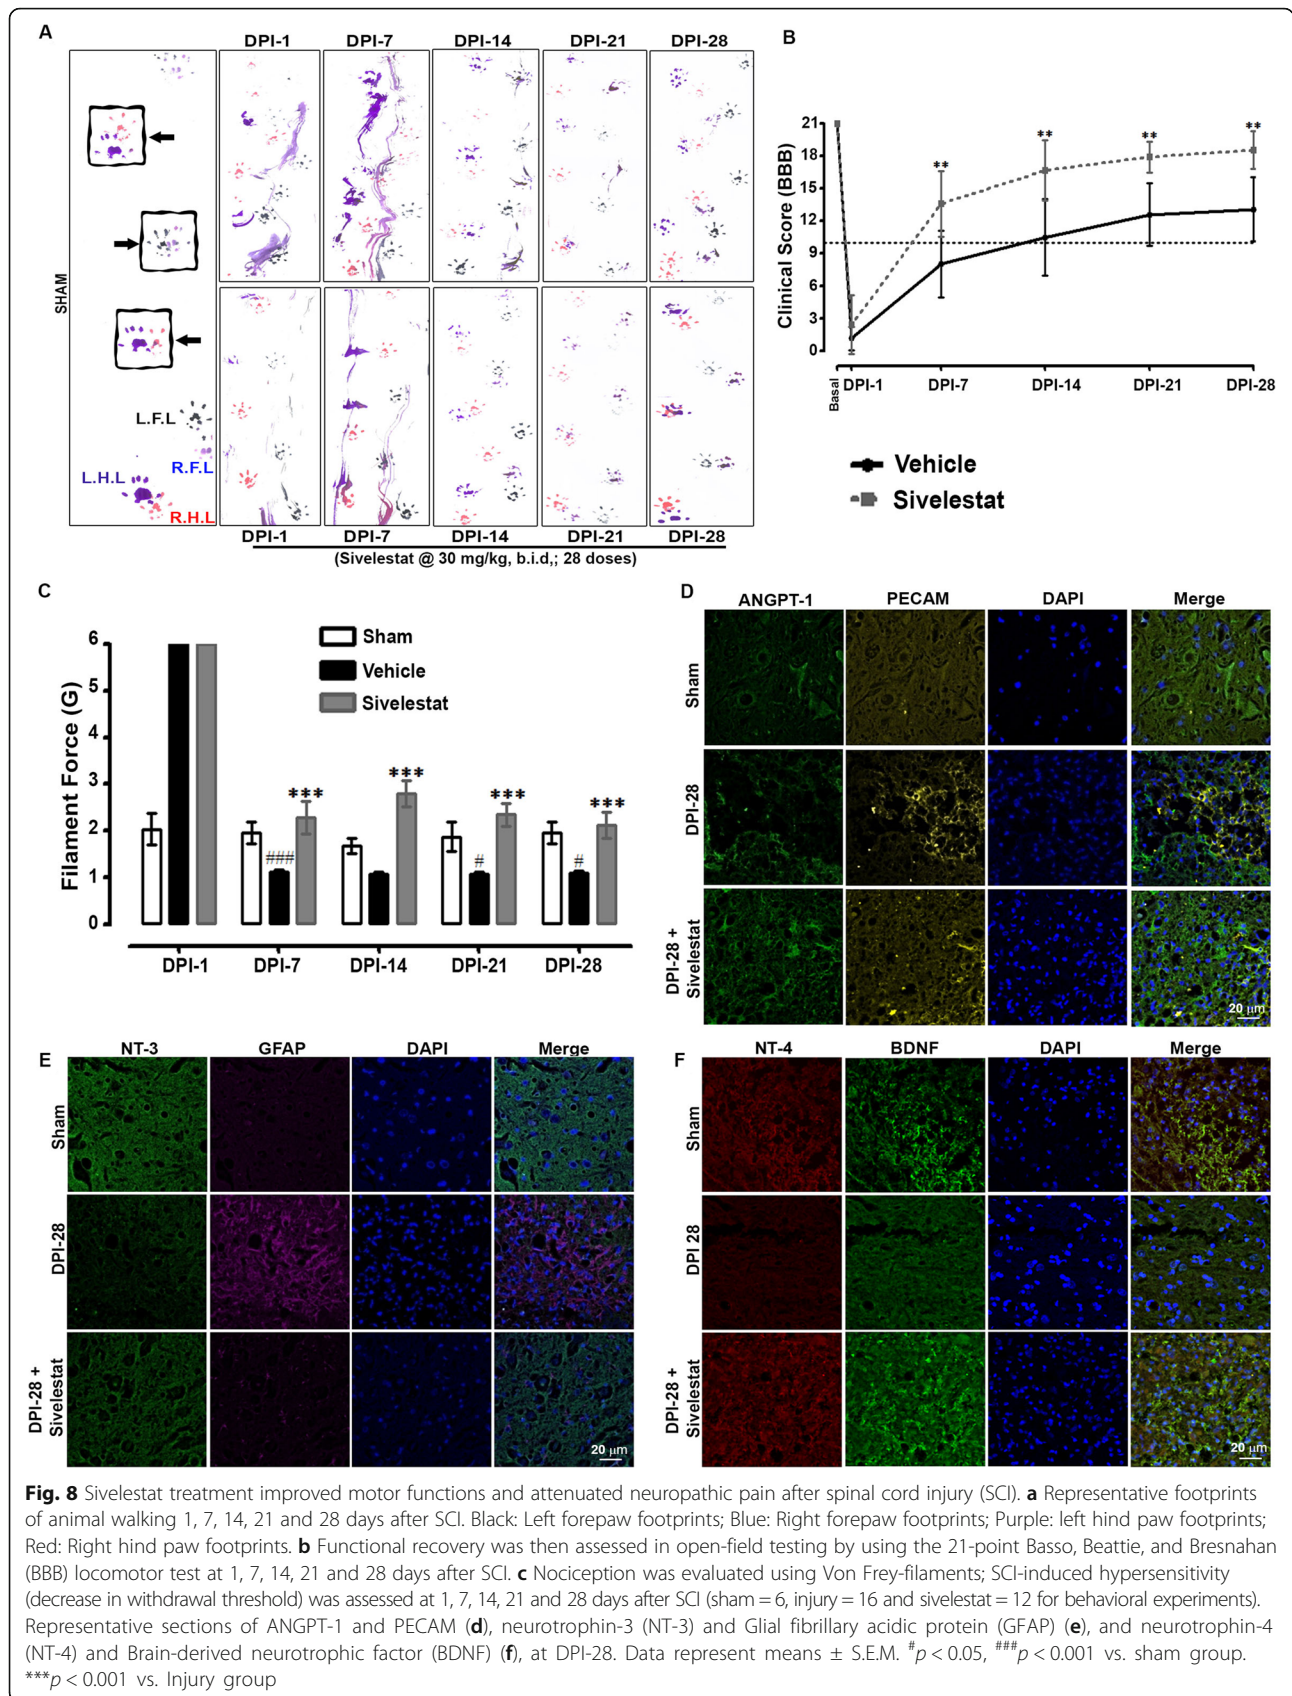 A
DPI-1 DPI-7 DPI-14 DPI-21 DPI-28
SHAM
L.F.L
R.F.L
L.H.L
R.H.L
DPI-1 DPI-7 DPI-14 DPI-21 DPI-28
(Sivelestat @ 30 mg/kg, b.i.d,; 28 doses)
B
Clinical Score (BBB)
21
18
15
12
9
6
3
0
** ** ** **
Basal DPI-1 DPI-7 DPI-14 DPI-21 DPI-28
Vehicle
Sivelestat
C
Filament Force (G)
6
5
4
3
2
1
0
Sham
Vehicle
Sivelestat
*** *** *** ***
### # #
DPI-1 DPI-7 DPI-14 DPI-21 DPI-28
D
ANGPT-1 PECAM DAPI Merge
Sham
DPI-28
DPI-28 +
Sivelestat
20 μm
E
NT-3 GFAP DAPI Merge
Sham
DPI-28
DPI-28 +
Sivelestat
20 μm
F
NT-4 BDNF DAPI Merge
Sham
DPI 28
DPI-28 +
Sivelestat
20 μm
Fig. 8 Sivelestat treatment improved motor functions and attenuated neuropathic pain after spinal cord injury (SCI). a Representative footprints
of animal walking 1, 7, 14, 21 and 28 days after SCI. Black: Left forepaw footprints; Blue: Right forepaw footprints; Purple: left hind paw footprints;
Red: Right hind paw footprints. b Functional recovery was then assessed in open-field testing by using the 21-point Basso, Beattie, and Bresnahan
(BBB) locomotor test at 1, 7, 14, 21 and 28 days after SCI. c Nociception was evaluated using Von Frey-filaments; SCI-induced hypersensitivity
(decrease in withdrawal threshold) was assessed at 1, 7, 14, 21 and 28 days after SCI (sham = 6, injury = 16 and sivelestat = 12 for behavioral experiments).
Representative sections of ANGPT-1 and PECAM (d), neurotrophin-3 (NT-3) and Glial fibrillary acidic protein (GFAP) (e), and neurotrophin-4
(NT-4) and Brain-derived neurotrophic factor (BDNF) (f), at DPI-28. Data represent means ± S.E.M. #p < 0.05, ###p < 0.001 vs. sham group.
***p < 0.001 vs. Injury group